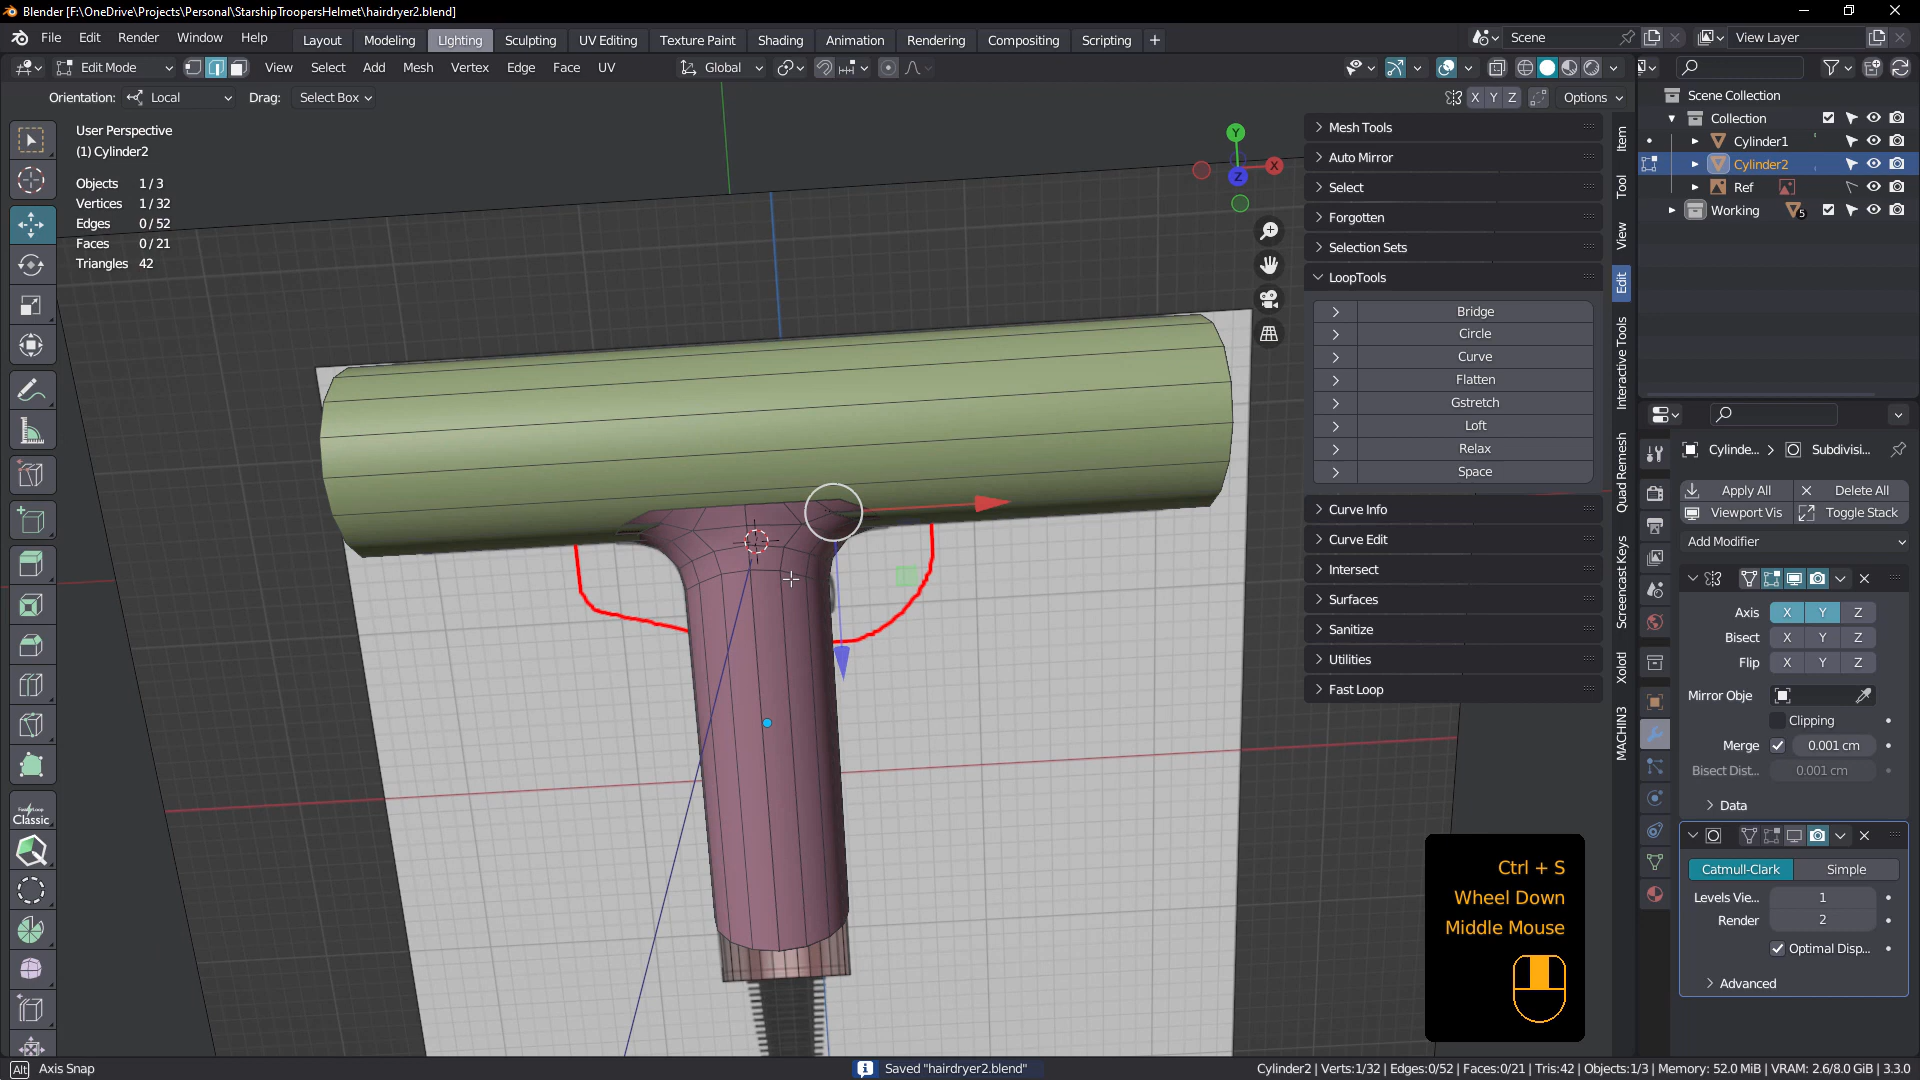 Blender [F:\OneDrive\Projects\Personal\StarshipTroopersHelmet\hairdryer2.blend]
File Edit Render Window Help
Layout Modeling Lighting Sculpting UV Editing Texture Paint Shading Animation Rendering Compositing Scripting +
Scene
View Layer
Edit Mode
View Select Add Mesh Vertex Edge Face UV
Global
Orientation: Local Drag: Select Box
X Y Z Options
User Perspective
(1) Cylinder2
Objects 1/3
Vertices 1/32
Edges 0/52
Faces 0/21
Triangles 42
Y
X
Z
Classic
Mesh Tools
Auto Mirror
Select
Forgotten
Selection Sets
LoopTools
Bridge
Circle
Curve
Flatten
Gstretch
Loft
Relax
Space
Curve Info
Curve Edit
Intersect
Surfaces
Sanitize
Utilities
Fast Loop
Item
Tool
View
Edit
Interactive Tools
Quad Remesh
Screencast Keys
Xolotl
MACHIN3
Scene Collection
Collection
Cylinder1
Cylinder2
Ref
Working 5
Cylinde... > Subdivisi...
Apply All Delete All
Viewport Vis Toggle Stack
Add Modifier
Axis X Y Z
Bisect X Y Z
Flip X Y Z
Mirror Obje
Clipping
Merge 0.001 cm
Bisect Dist... 0.001 cm
Data
Catmull-Clark Simple
Levels Vie... 1
Render 2
Optimal Disp...
Advanced
Ctrl + S
Wheel Down
Middle Mouse
Alt Axis Snap
Saved "hairdryer2.blend"
Cylinder2 | Verts:1/32 | Edges:0/52 | Faces:0/21 | Tris:42 | Objects:1/3 | Memory: 52.0 MiB | VRAM: 2.6/8.0 GiB | 3.3.0